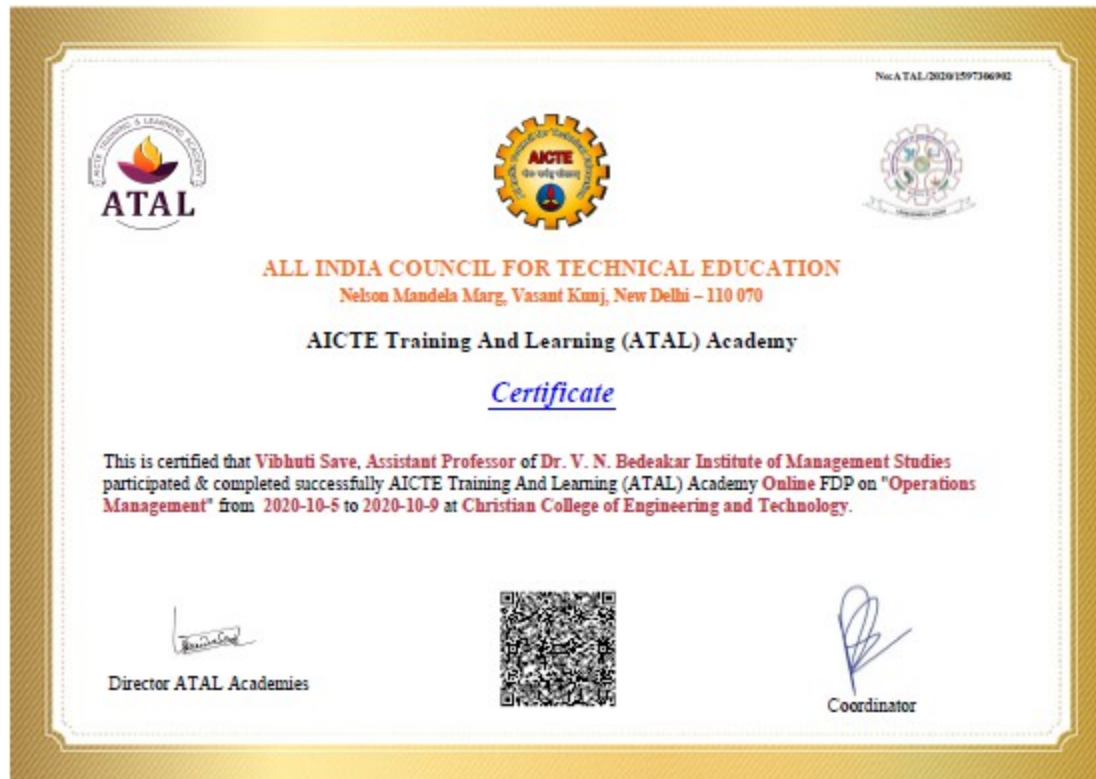 No:ATAL/2020/1597306902
AICTE TRAINING & LEARNING ACADEMY
ATAL
AICTE
ALL INDIA COUNCIL FOR TECHNICAL EDUCATION
Nelson Mandela Marg, Vasant Kunj, New Delhi – 110 070
AICTE Training And Learning (ATAL) Academy
Certificate
This is certified that Vibhuti Save, Assistant Professor of Dr. V. N. Bedeakar Institute of Management Studies
participated & completed successfully AICTE Training And Learning (ATAL) Academy Online FDP on "Operations
Management" from 2020-10-5 to 2020-10-9 at Christian College of Engineering and Technology.
Director ATAL Academies
Coordinator